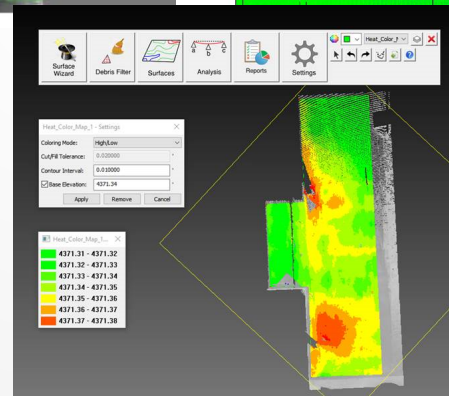 Surface Wizard
Debris Filter
Surfaces
a b c
Analysis
Reports
Settings
Heat_Color_M
Heat_Color_Map_1 - Settings
Coloring Mode: High/Low
Cut/Fill Tolerance: 0.020000 '
Contour Interval: 0.010000 '
Base Elevation: 4371.34 '
Apply Remove Cancel
Heat_Color_Map_1...
4371.31 - 4371.32
4371.32 - 4371.33
4371.33 - 4371.34
4371.34 - 4371.35
4371.35 - 4371.36
4371.36 - 4371.37
4371.37 - 4371.38